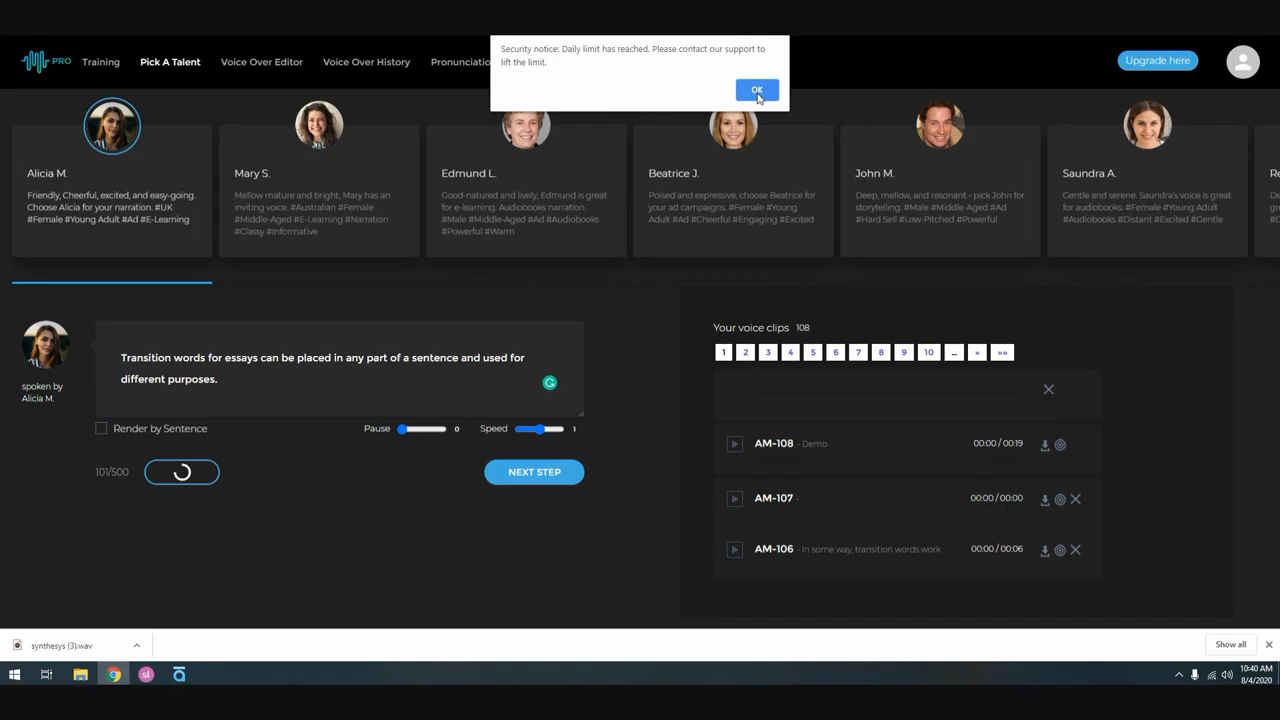 Security notice: Daily limit has reached. Please contact our support to
lift the limit.
OK
PRO
Training
Pick A Talent
Voice Over Editor
Voice Over History
Pronunciatio
Upgrade here
Alicia M.
Friendly, Cheerful, excited, and easy-going.
Choose Alicia for your narration. #UK
#Female #Young Adult #Ad #E-Learning
Mary S.
Mellow mature and bright, Mary has an
inviting voice. #Australian #Female
#Middle-Aged #E-Learning #Narration
#Classy #Informative
Edmund L.
Good-natured and lively, Edmund is great
for e-learning. Audiobooks narration.
#Male #Middle-Aged #Ad #Audiobooks
#Powerful #Warm
Beatrice J.
Poised and expressive, choose Beatrice for
your ad campaigns. #Female #Young
Adult #Ad #Cheerful #Engaging #Excited
John M.
Deep, mellow, and resonant - pick John for
storytelling. #Male #Middle-Aged #Ad
#Hard Sell #Low-Pitched #Powerful
Saundra A.
Gentle and serene. Saundra's voice is great
for audiobooks. #Female #Young Adult
#Audiobooks #Distant #Excited #Gentle
Transition words for essays can be placed in any part of a sentence and used for
different purposes.
spoken by
Alicia M.
Render by Sentence
Pause
0
Speed
1
101/500
NEXT STEP
Your voice clips 108
1 2 3 4 5 6 7 8 9 10 ... » »»
AM-108 - Demo
00:00 / 00:19
AM-107 -
00:00 / 00:00
AM-106 - In some way, transition words work
00:00 / 00:06
synthesys (3).wav
Show all
sl
10:40 AM
8/4/2020